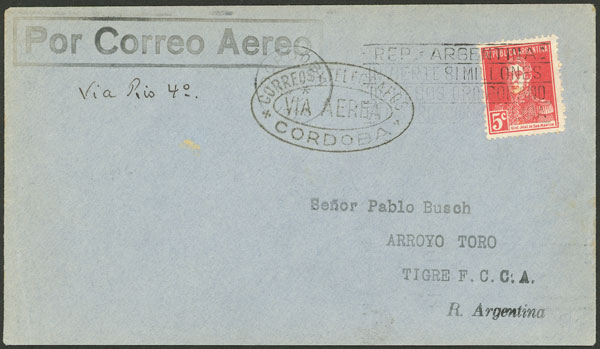 Por Correo Aereo
Via Rio 4º.
CORREOS Y TELEGRAFOS
VIA AEREA
CORDOBA
REP. ARGENTINA
5c
Señor Pablo Busch
ARROYO TORO
TIGRE F.C.C.A.
R. Argentina